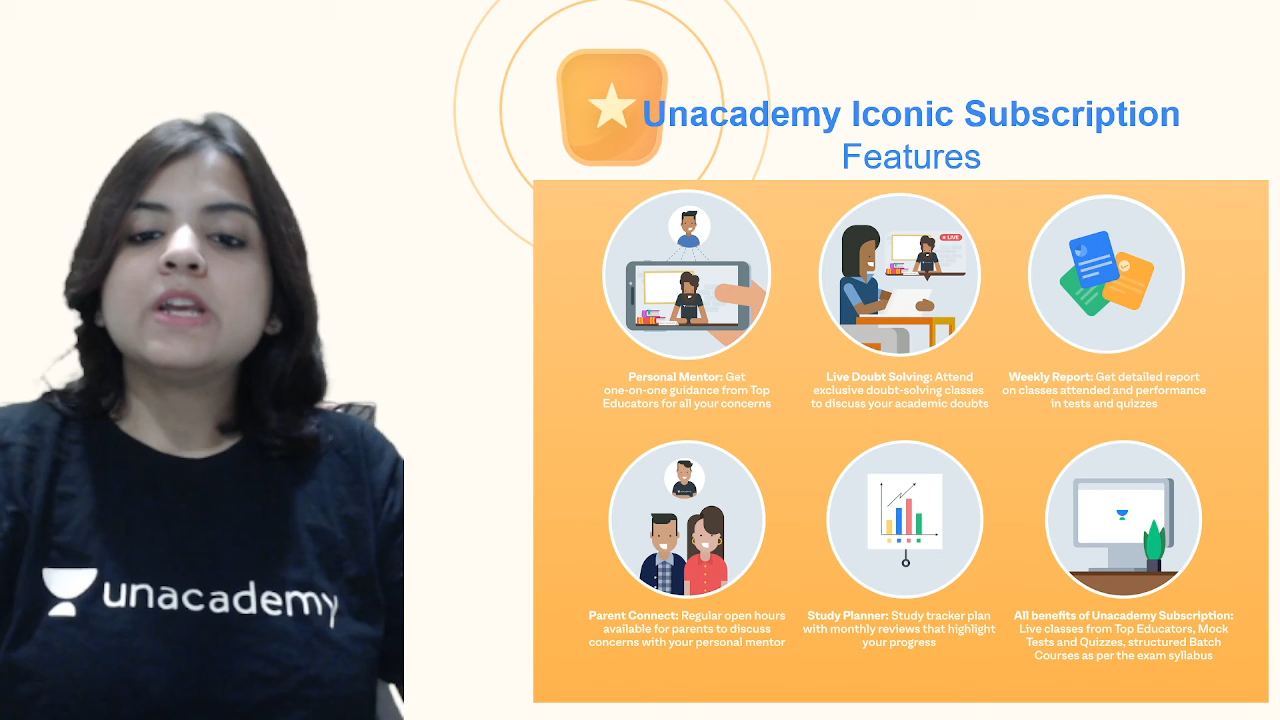 Unacademy Iconic Subscription
Features
LIVE
Personal Mentor: Get
one-on-one guidance from Top
Educators for all your concerns
Live Doubt Solving: Attend
exclusive doubt-solving classes
to discuss your academic doubts
Weekly Report: Get detailed report
on classes attended and performance
in tests and quizzes
Parent Connect: Regular open hours
available for parents to discuss
concerns with your personal mentor
Study Planner: Study tracker plan
with monthly reviews that highlight
your progress
All benefits of Unacademy Subscription:
Live classes from Top Educators, Mock
Tests and Quizzes, structured Batch
Courses as per the exam syllabus
unacademy